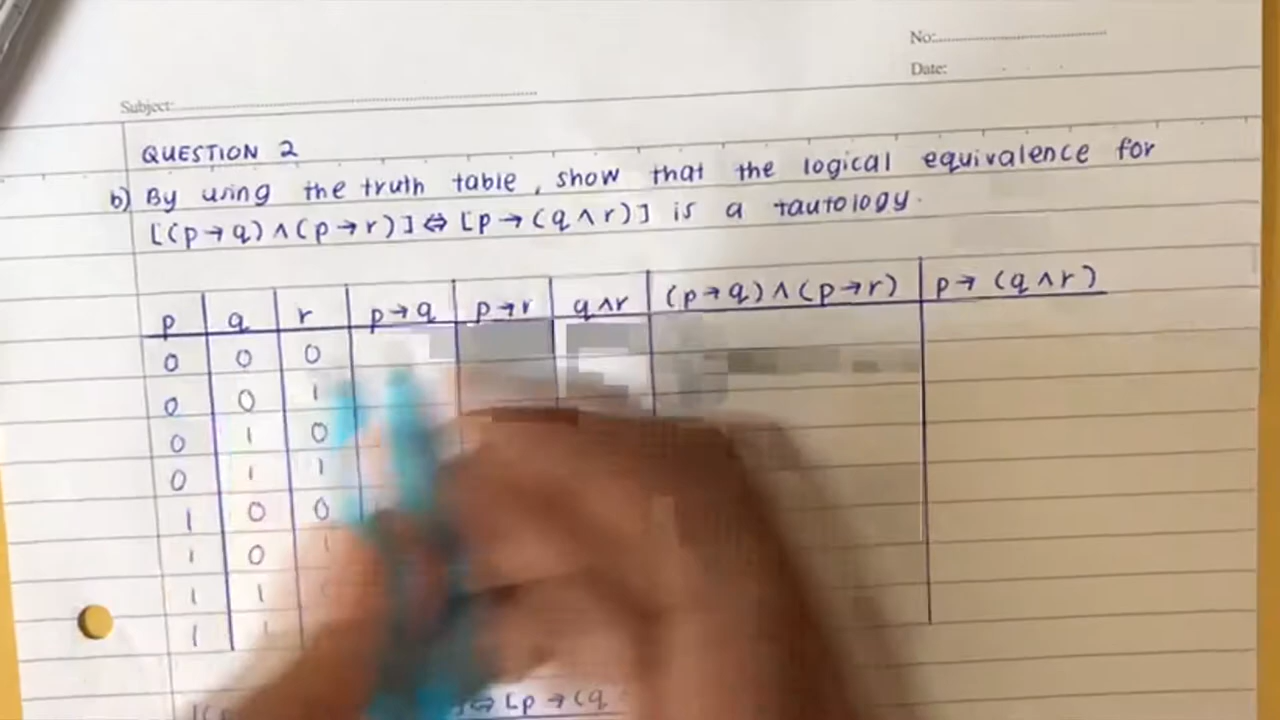 No:
Date:
Subject:
QUESTION 2
b) By using the truth table, show that the logical equivalence for
[(p→q)∧(p→r)]⇔[p→(q∧r)] is a tautology.
p q r p→q p→r q∧r (p→q)∧(p→r) p→(q∧r)
0 0 0
0 0 1
0 1 0
0 1 1
1 0 0
1 0 1
1 1
1 1
⇔[p→(q